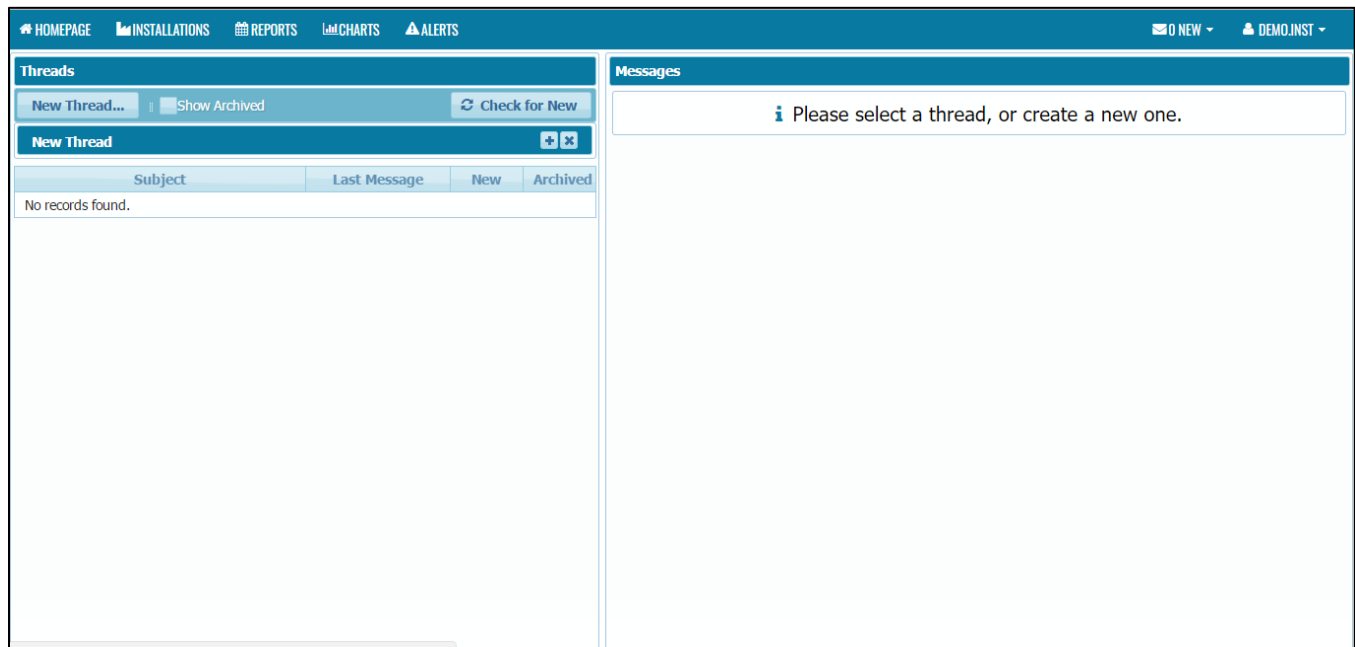 HOMEPAGE INSTALLATIONS REPORTS CHARTS ALERTS 0 NEW DEMO.INST
Threads
New Thread... Show Archived Check for New
New Thread
Subject Last Message New Archived
No records found.
Messages
Please select a thread, or create a new one.